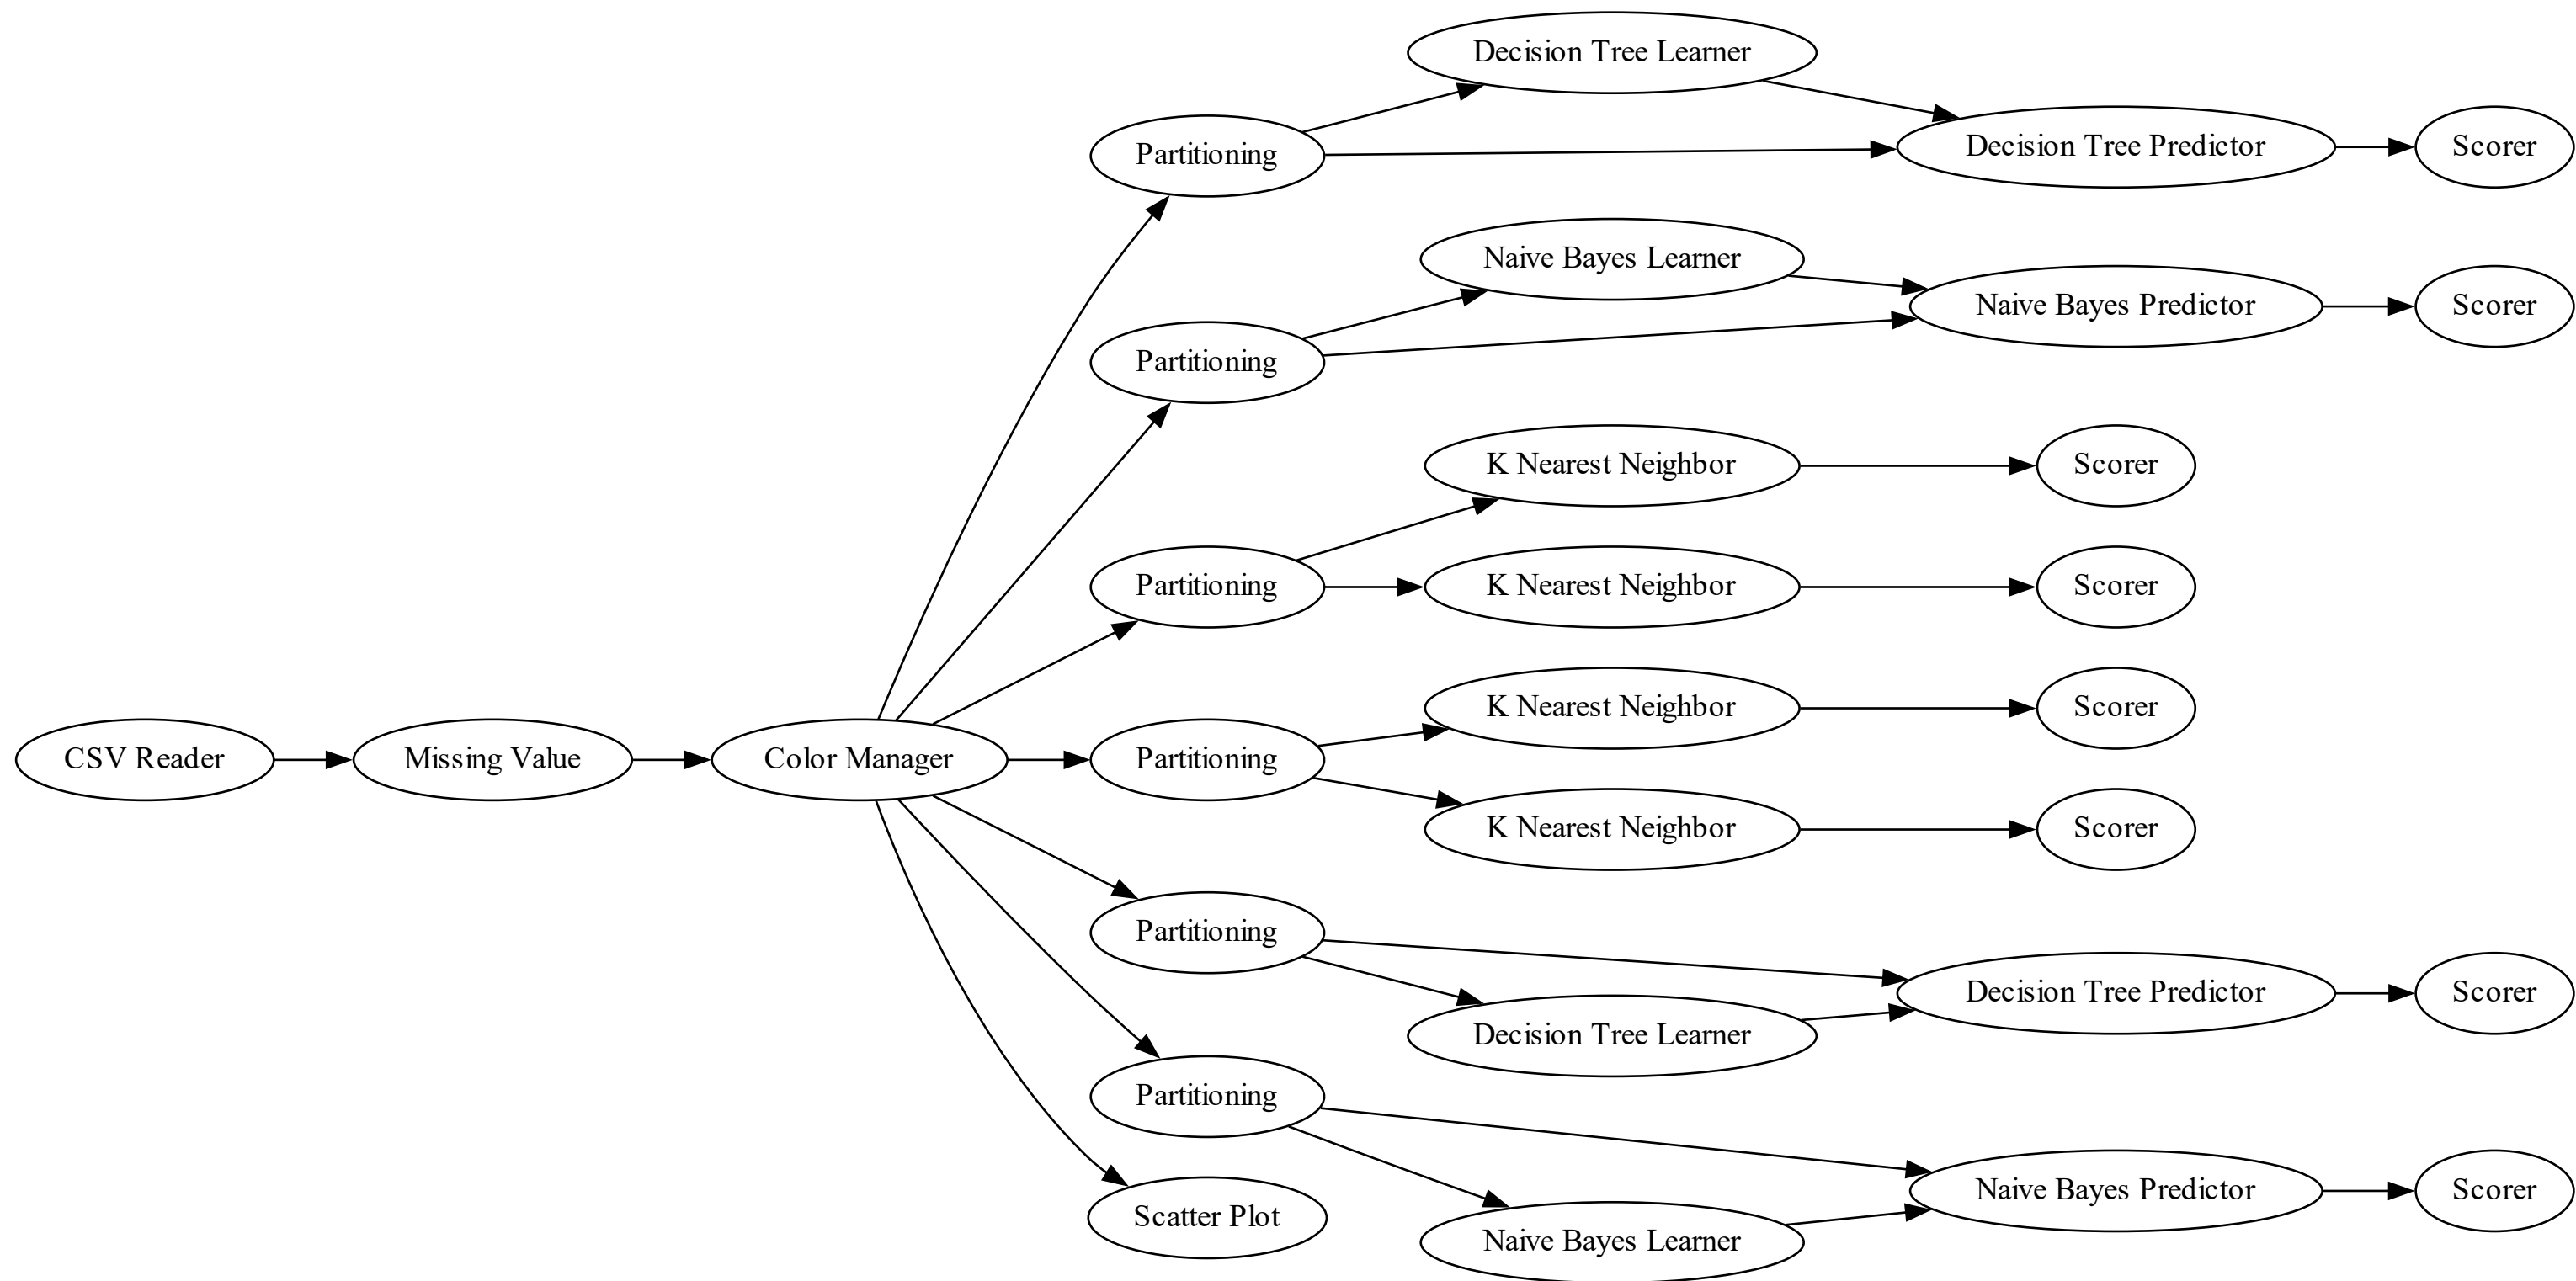 Decision Tree Learner
Partitioning
Decision Tree Predictor
Scorer
Naive Bayes Learner
Partitioning
Naive Bayes Predictor
Scorer
K Nearest Neighbor
Scorer
Partitioning
K Nearest Neighbor
Scorer
K Nearest Neighbor
Scorer
CSV Reader
Missing Value
Color Manager
Partitioning
K Nearest Neighbor
Scorer
Partitioning
Decision Tree Predictor
Scorer
Decision Tree Learner
Partitioning
Naive Bayes Predictor
Scorer
Scatter Plot
Naive Bayes Learner